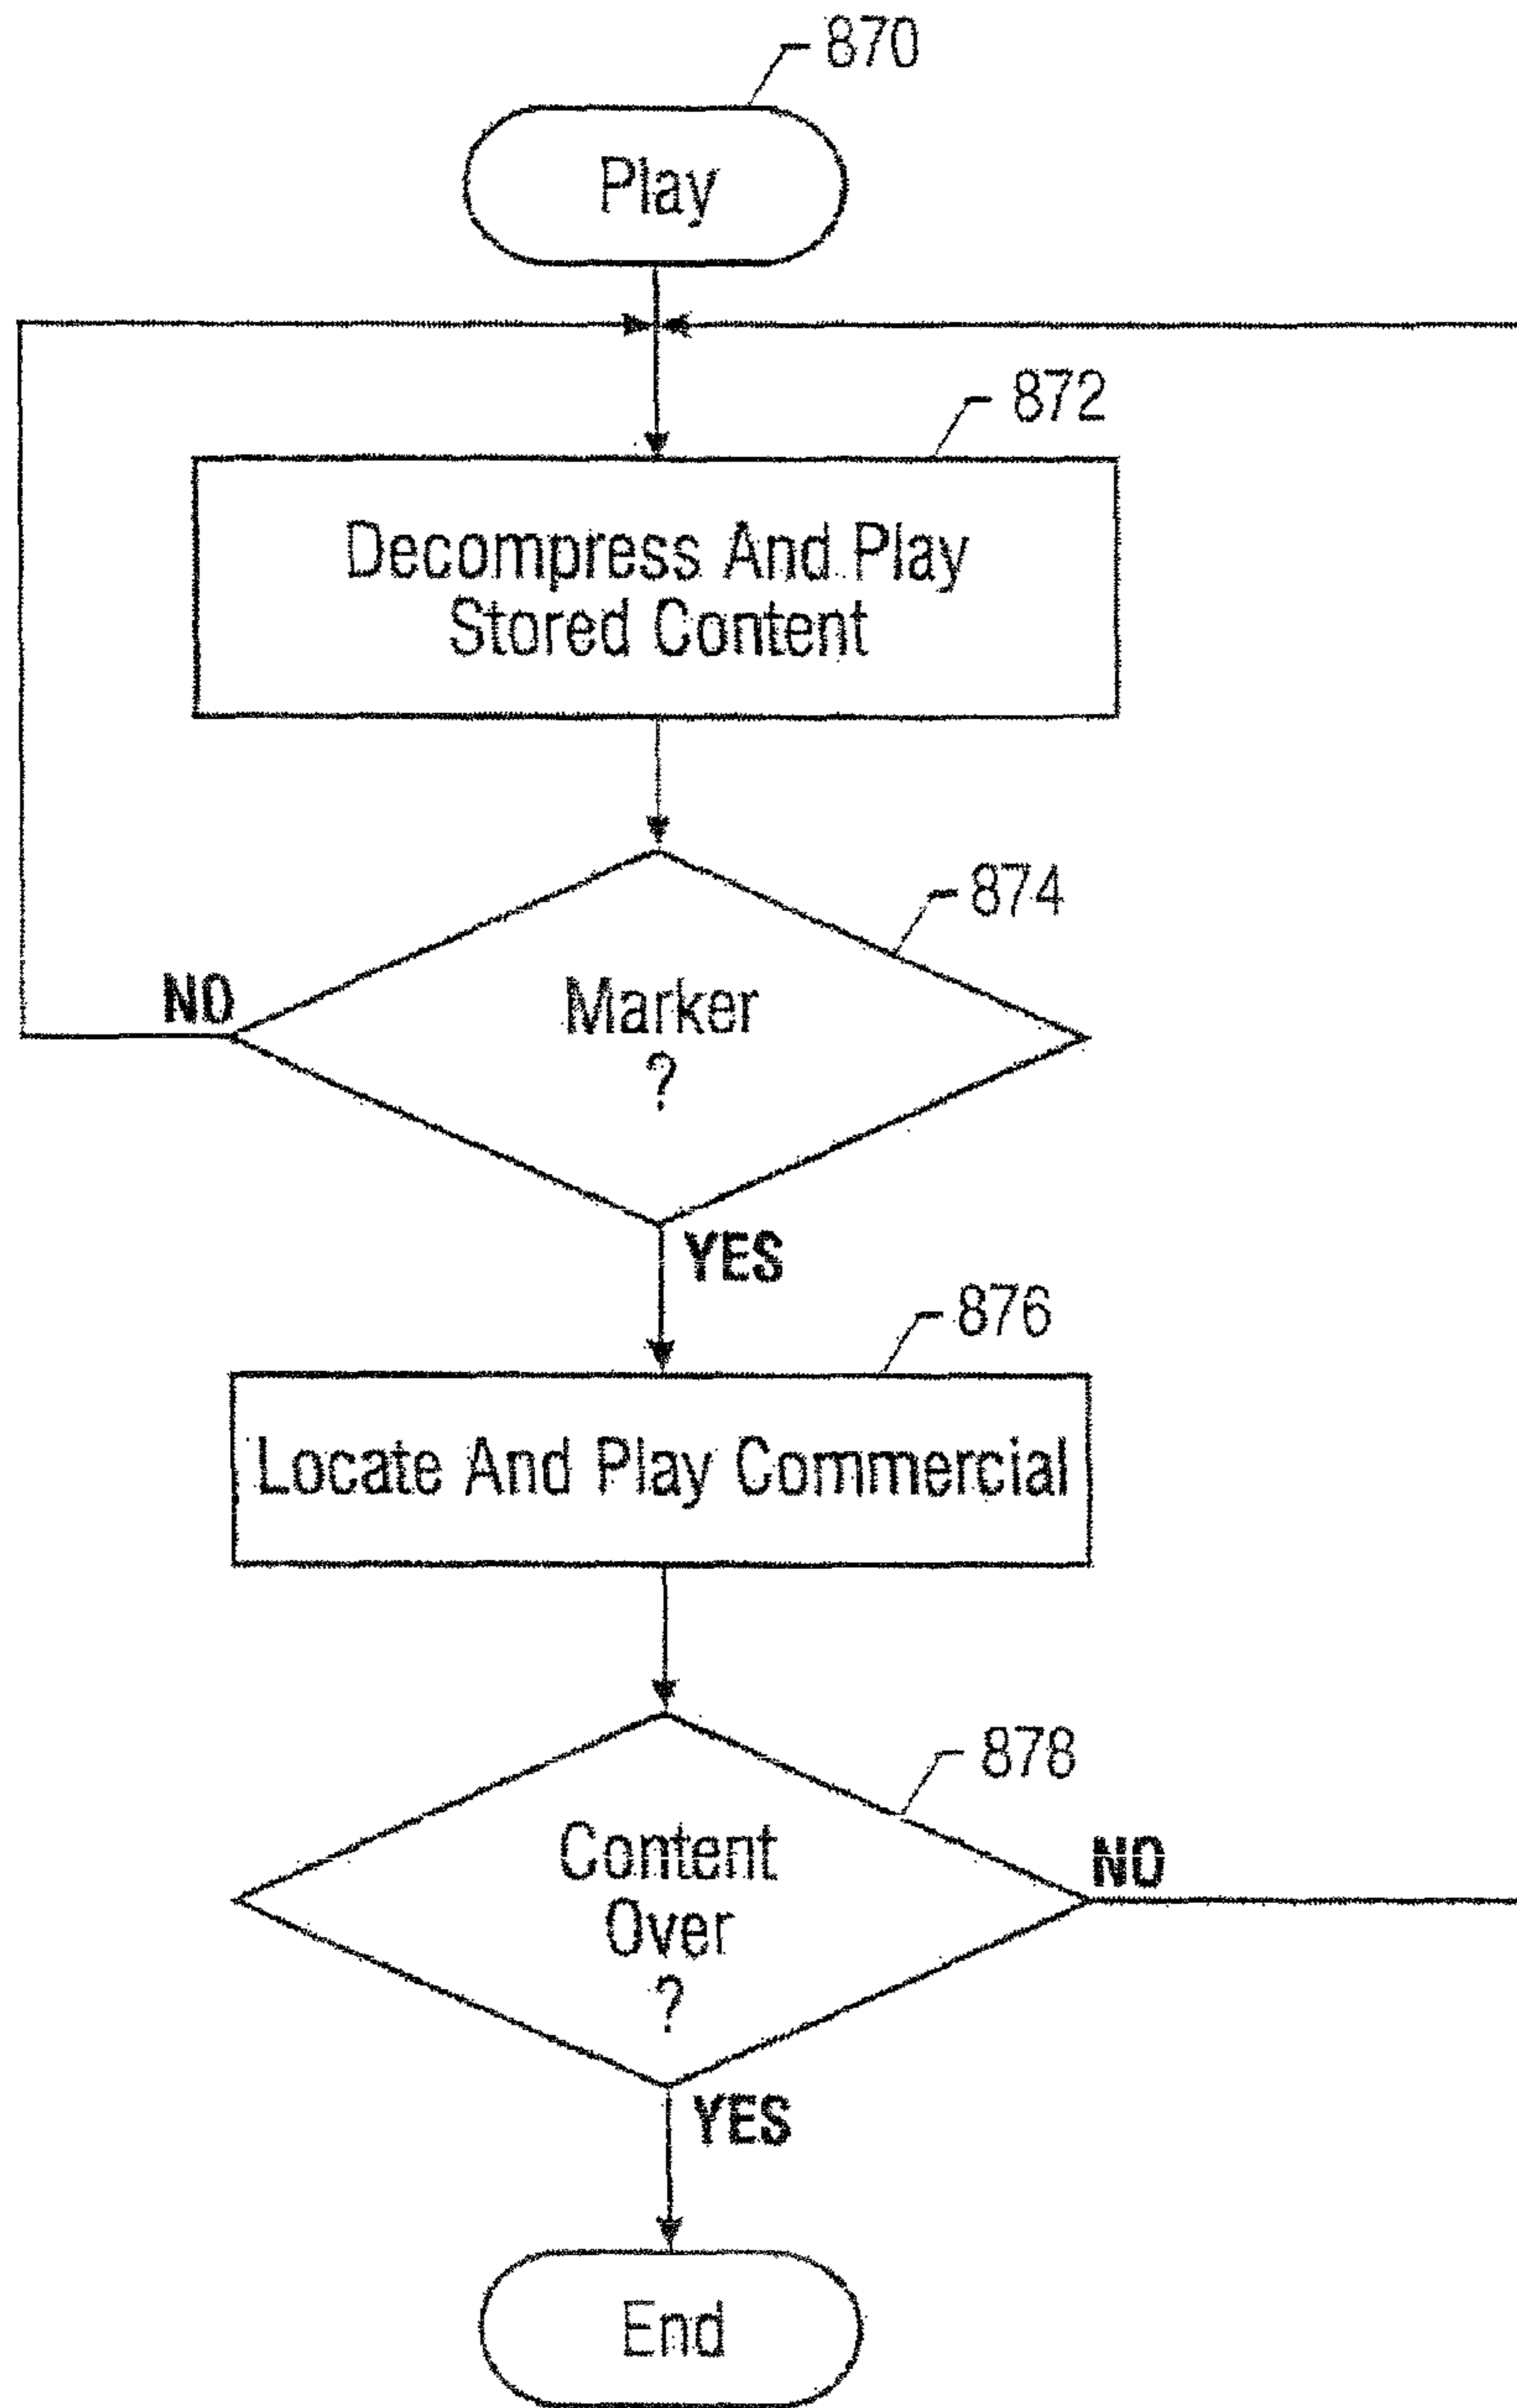 870
Play
872
Decompress And Play
Stored Content
874
Marker
?
NO
YES
876
Locate And Play Commercial
878
Content
Over
?
NO
YES
End